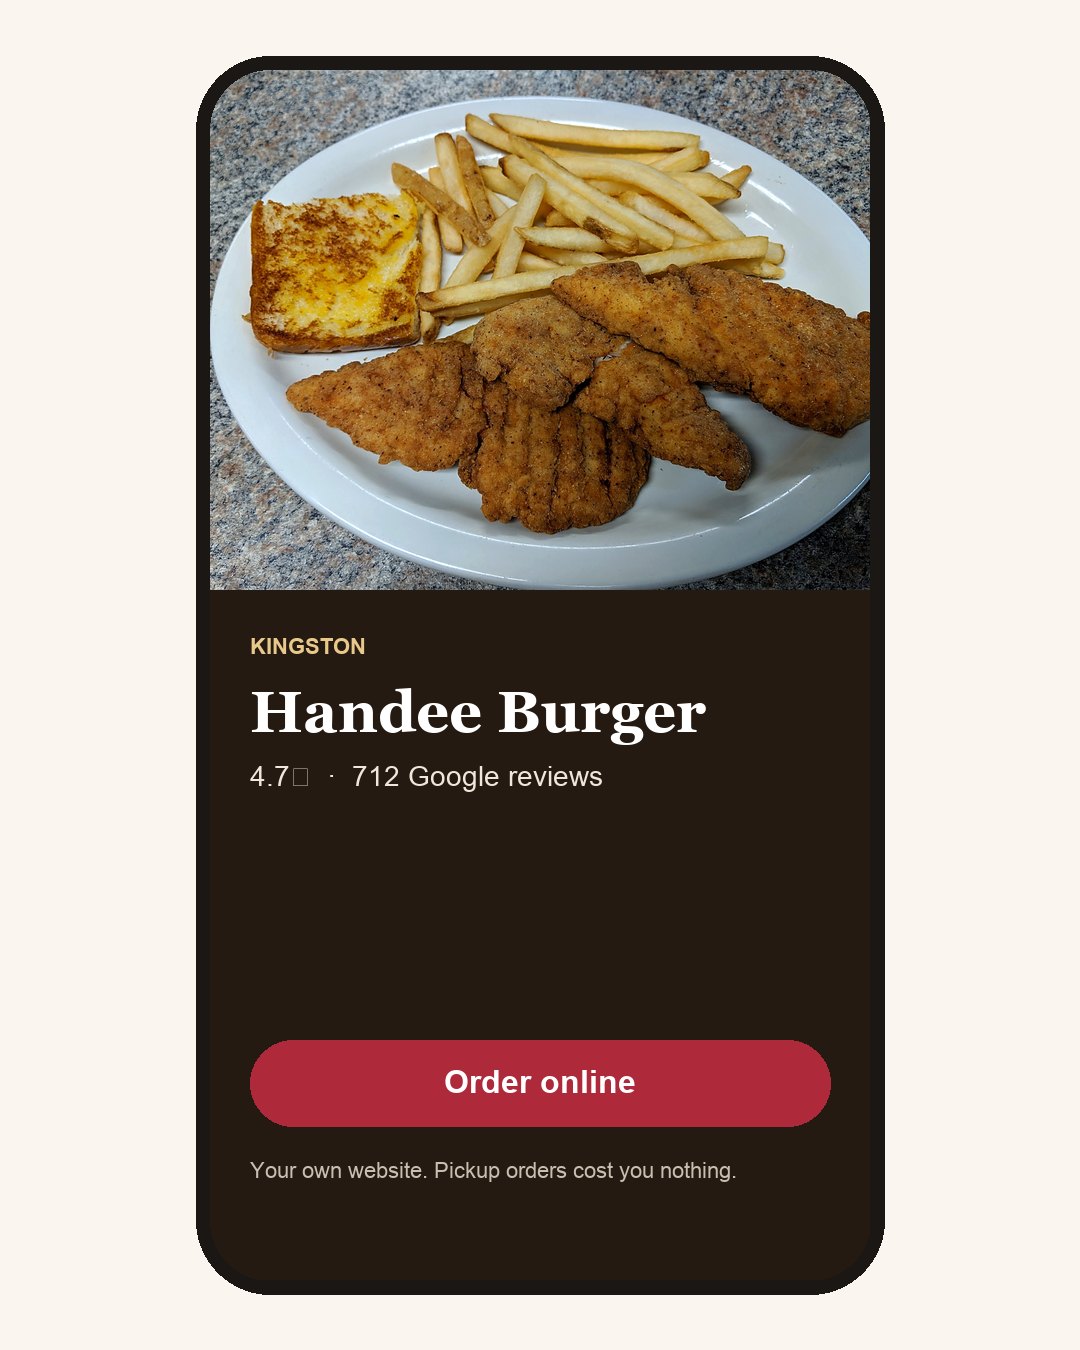 KINGSTON
Handee Burger
4.7□ · 712 Google reviews
Order online
Your own website. Pickup orders cost you nothing.